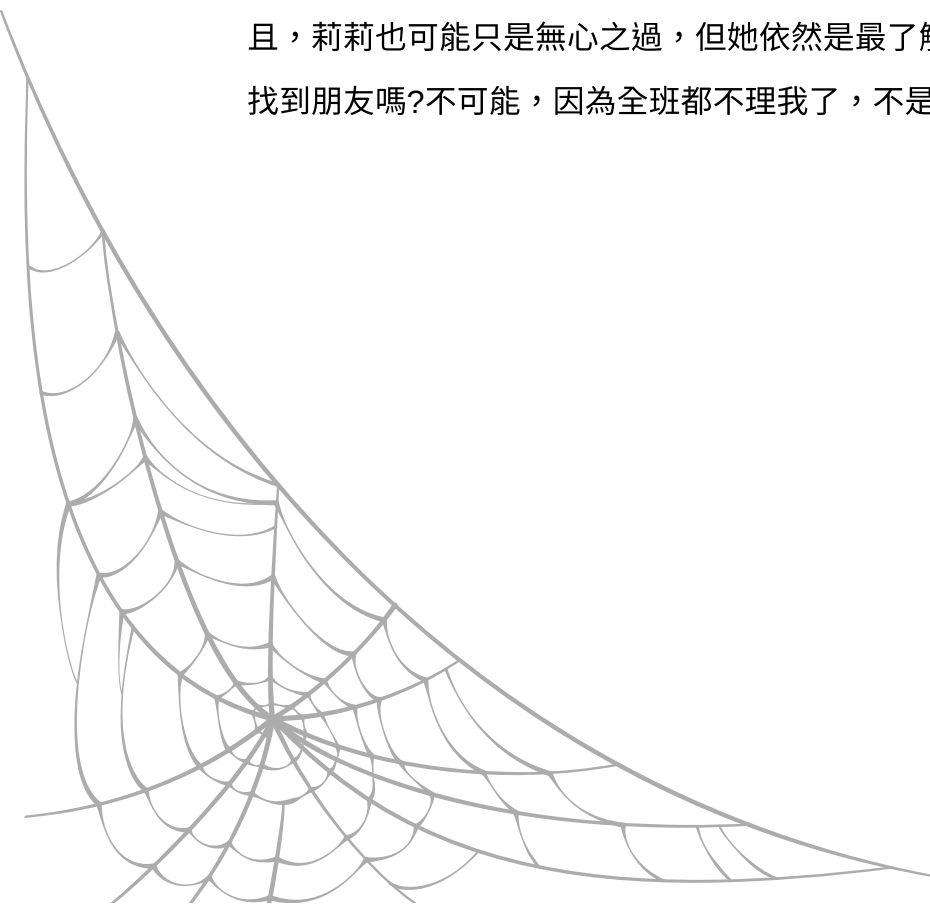 且，莉莉也可能只是無心之過，但她依然是最了
找到朋友嗎?不可能，因為全班都不理我了，不是